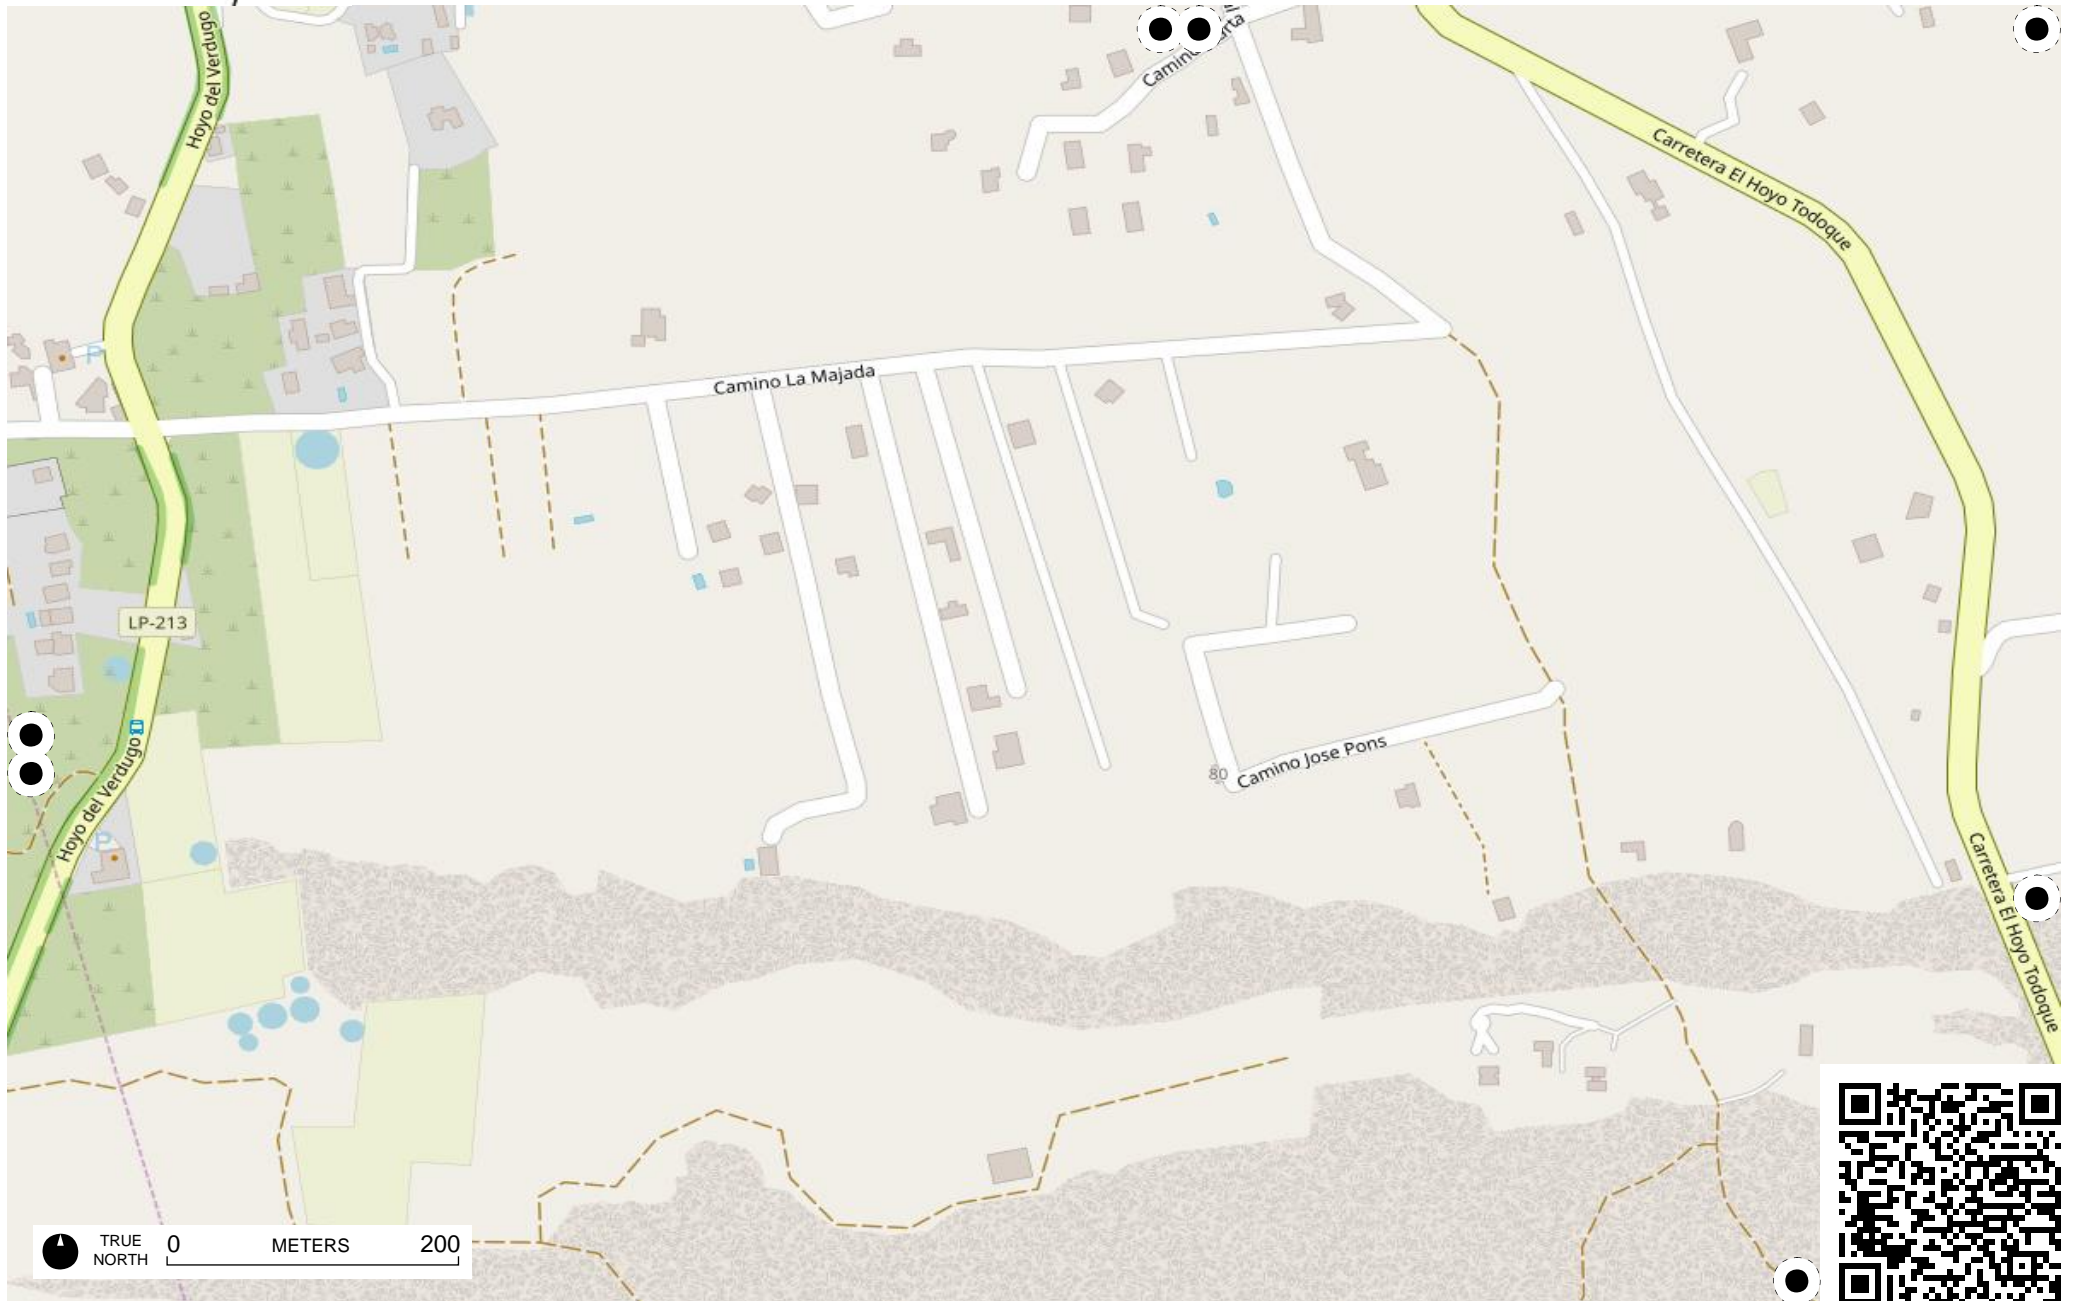 Hoyo del Verdugo
Camino
Carretera El Hoyo Todoque
P
Camino La Majada
LP-213
Hoyo del Verdugo
P
80
Camino Jose Pons
Carretera El Hoyo Todoque
TRUE
NORTH
0 METERS 200